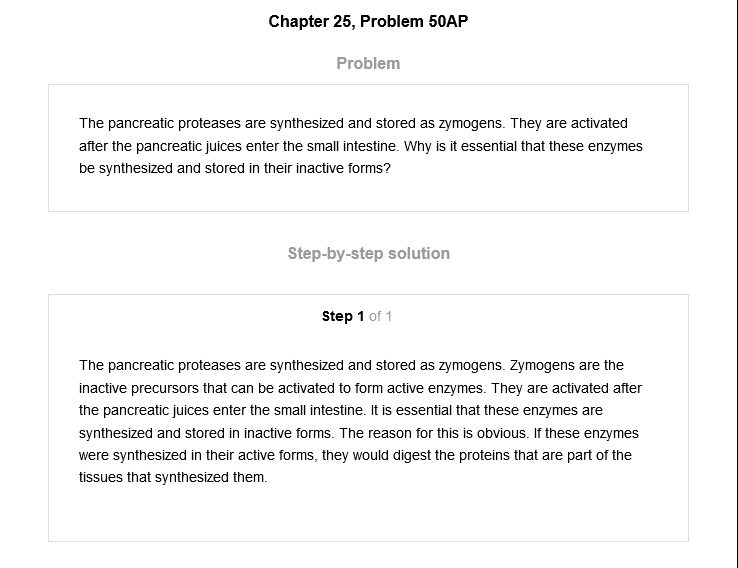 Chapter 25, Problem 50AP
Problem
The pancreatic proteases are synthesized and stored as zymogens. They are activated
after the pancreatic juices enter the small intestine. Why is it essential that these enzymes
be synthesized and stored in their inactive forms?
Step-by-step solution
Step 1 of 1
The pancreatic proteases are synthesized and stored as zymogens. Zymogens are the
inactive precursors that can be activated to form active enzymes. They are activated after
the pancreatic juices enter the small intestine. It is essential that these enzymes are
synthesized and stored in inactive forms. The reason for this is obvious. If these enzymes
were synthesized in their active forms, they would digest the proteins that are part of the
tissues that synthesized them.